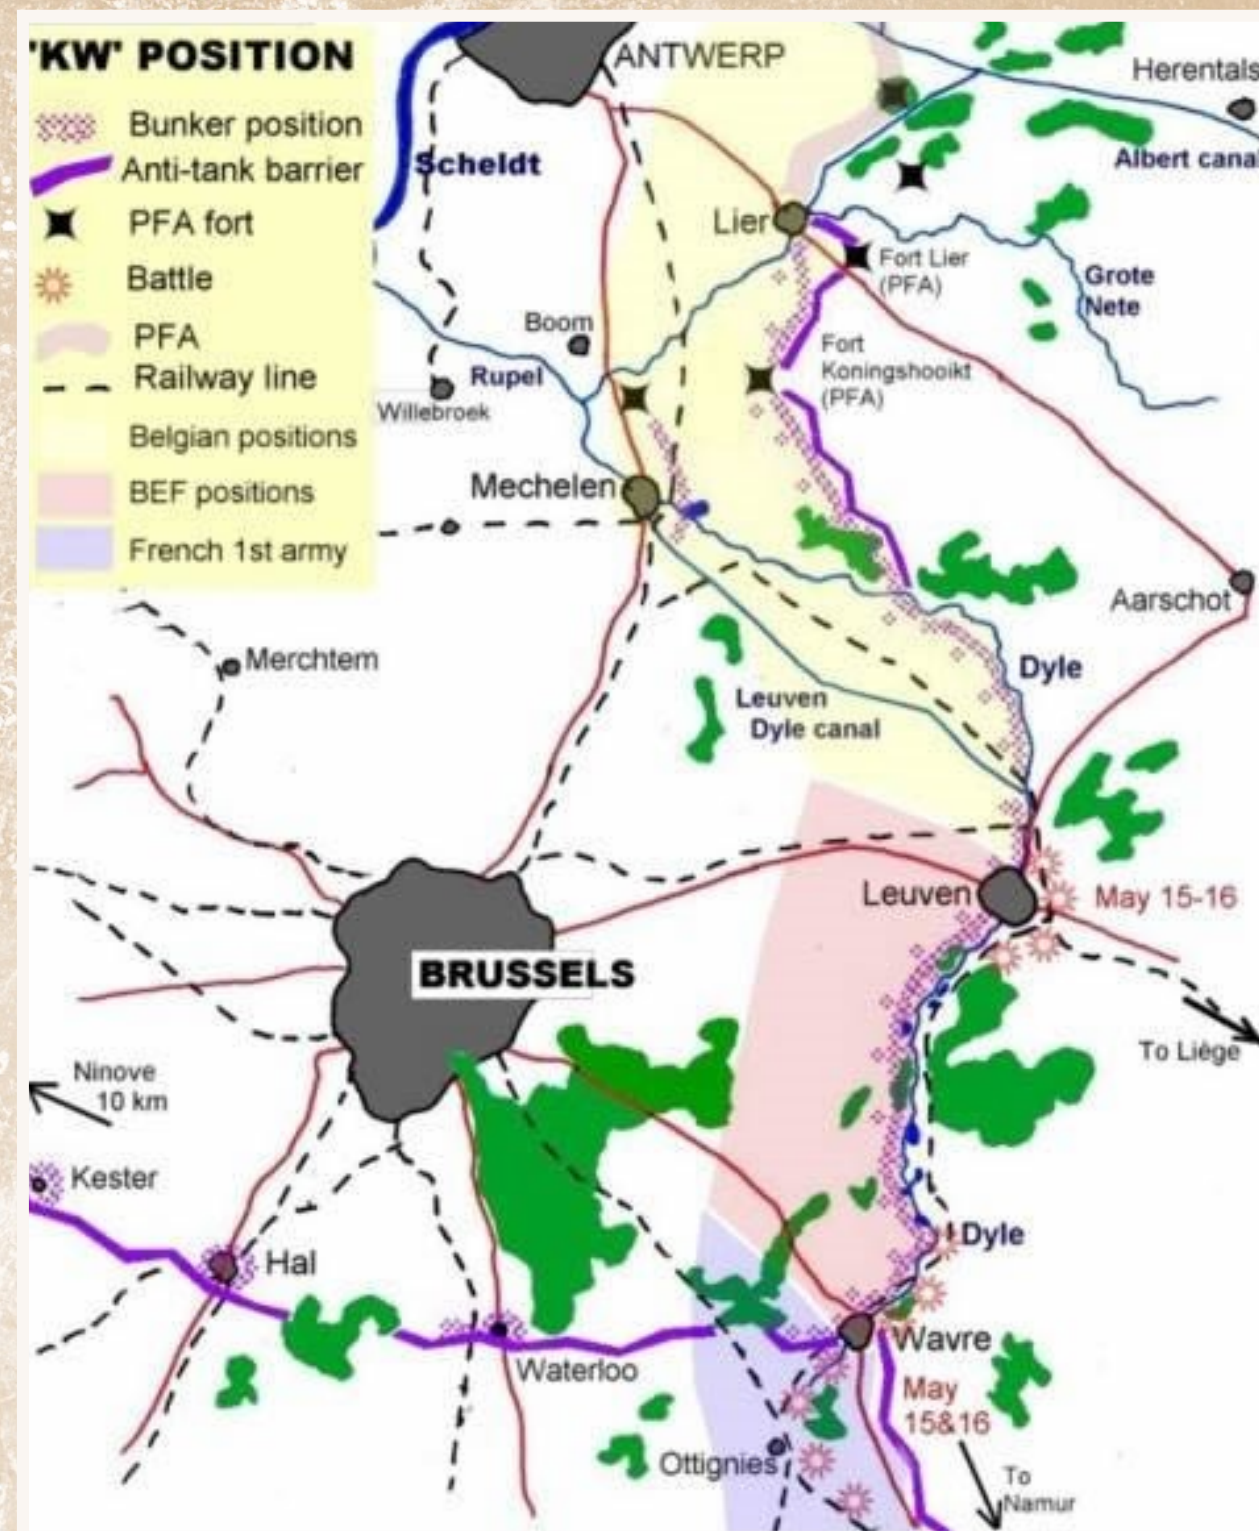 'KW' POSITION
Bunker position
Anti-tank barrier
PFA fort
Battle
PFA
Railway line
Belgian positions
BEF positions
French 1st army
ANTWERP
Herentals
Albert canal
Scheldt
Lier
Fort Lier
(PFA)
Grote
Nete
Boom
Rupel
Willebroek
Fort
Koningshooikt
(PFA)
Mechelen
Aarschot
Merchtem
Dyle
Leuven
Dyle canal
Leuven
May 15-16
BRUSSELS
To Liège
Ninove
10 km
Kester
Hal
Dyle
Wavre
Waterloo
May
15&16
Ottignies
To
Namur